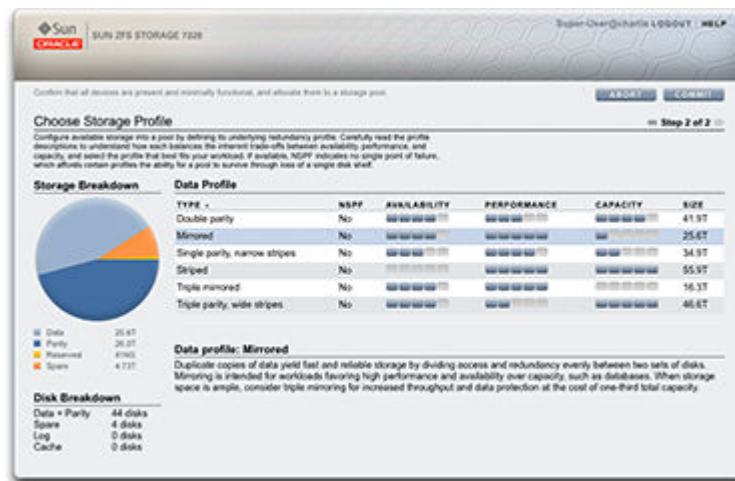 Sun
ORACLE
SUN ZFS STORAGE 7320
Super-User@charlie LOGOUT HELP
Confirm that all devices are present and minimally functional, and allocate them to a storage pool.
ABORT COMMIT
Choose Storage Profile
Step 2 of 2
Configure available storage into a pool by defining its underlying redundancy profile. Carefully read the profile
descriptions to understand how each balances the inherent trade-offs between availability, performance, and
capacity, and select the profile that best fits your workload. If available, NSPF indicates no single point of failure,
which affords certain profiles the ability for a pool to survive through loss of a single disk shelf.
Storage Breakdown
Data 25.6T
Parity 26.0T
Reserved
Spare 4.73T
Disk Breakdown
Data + Parity 44 disks
Spare 4 disks
Log 0 disks
Cache 0 disks
Data Profile
TYPE NSPF AVAILABILITY PERFORMANCE CAPACITY SIZE
Double parity No 41.9T
Mirrored No 25.6T
Single parity, narrow stripes No 34.9T
Striped No 55.9T
Triple mirrored No 16.3T
Triple parity, wide stripes No 46.6T
Data profile: Mirrored
Duplicate copies of data yield fast and reliable storage by dividing access and redundancy evenly between two sets of disks.
Mirroring is intended for workloads favoring high performance and availability over capacity, such as databases. When storage
space is ample, consider triple mirroring for increased throughput and data protection at the cost of one-third total capacity.